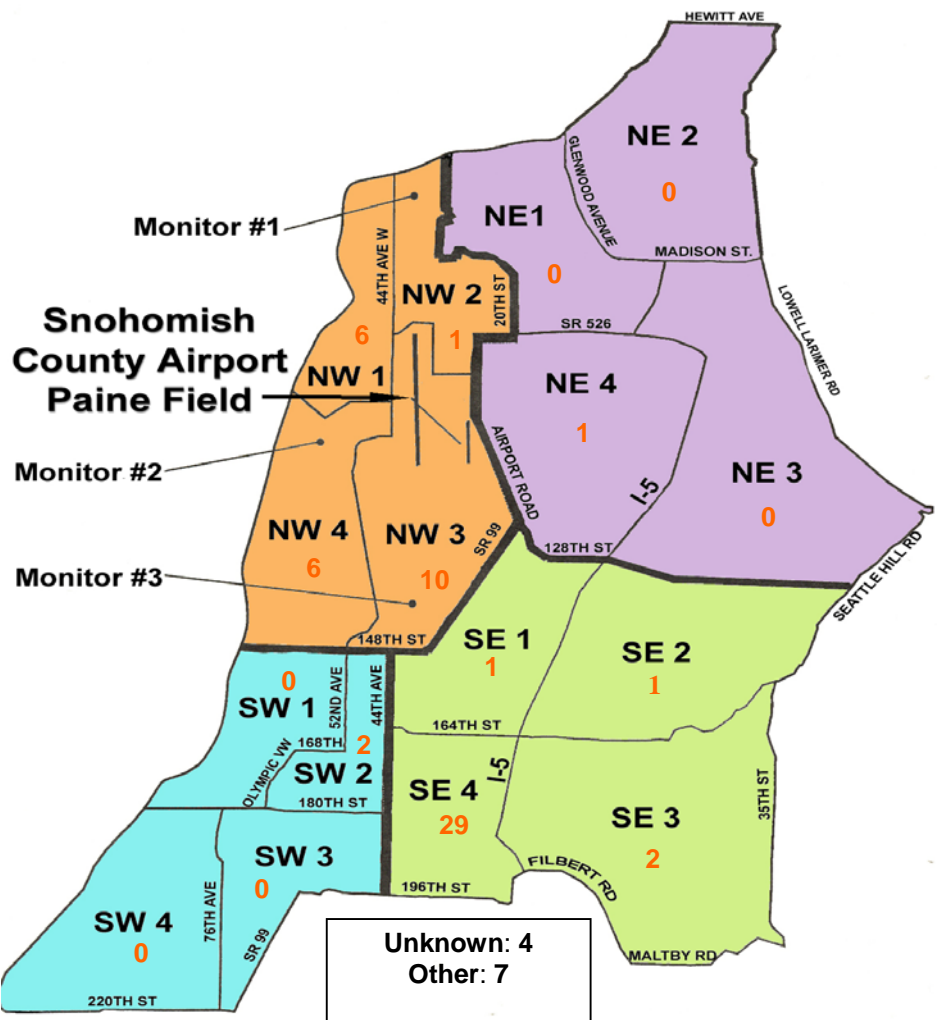 HEWITT AVE
NE 2
0
GLENWOOD AVENUE
MADISON ST.
Monitor #1
NE1
0
44TH AVE W
NW 2
1
20TH ST
SR 526
LOWELL LARIMER RD
Snohomish
County Airport
Paine Field
6
NW 1
NE 4
1
AIRPORT ROAD
I-5
NE 3
0
Monitor #2
NW 4
6
NW 3
10
SR 99
128TH ST
SEATTLE HILL RD
Monitor #3
148TH ST
SE 1
1
SE 2
1
0
SW 1
52ND AVE
44TH AVE
168TH
2
SW 2
OLYMPIC VW
180TH ST
164TH ST
I-5
SE 4
29
SE 3
2
35TH ST
SW 3
0
76TH AVE
196TH ST
FILBERT RD
SW 4
0
SR 99
MALTBY RD
220TH ST
Unknown: 4
Other: 7